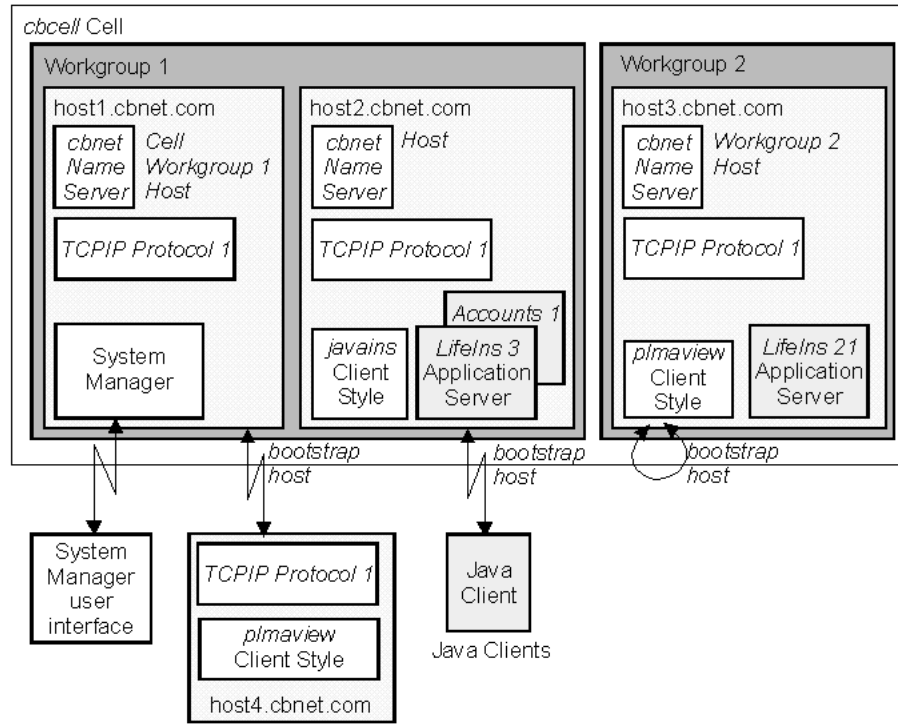 cbcell Cell
Workgroup 1
host1.cbnet.com
cbnet
Name
Server
Cell
Workgroup 1
Host
TCPIP Protocol 1
System
Manager
host2.cbnet.com
cbnet
Name
Server
Host
TCPIP Protocol 1
Accounts 1
javains
Client
Style
LifeIns 3
Application
Server
Workgroup 2
host3.cbnet.com
cbnet
Name
Server
Workgroup 2
Host
TCPIP Protocol 1
plmaview
Client
Style
LifeIns 21
Application
Server
bootstrap
host
bootstrap
host
bootstrap
host
System
Manager
user
interface
TCPIP Protocol 1
plmaview
Client Style
host4.cbnet.com
Java
Client
Java Clients